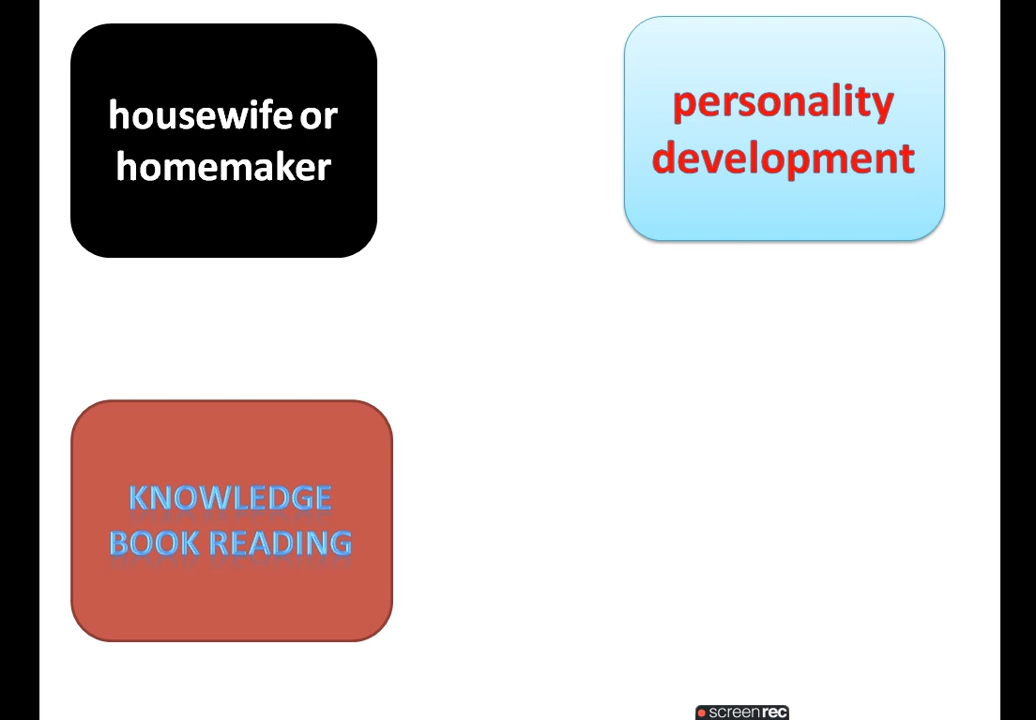 housewife or
homemaker
personality
development
KNOWLEDGE
BOOK READING
screenrec